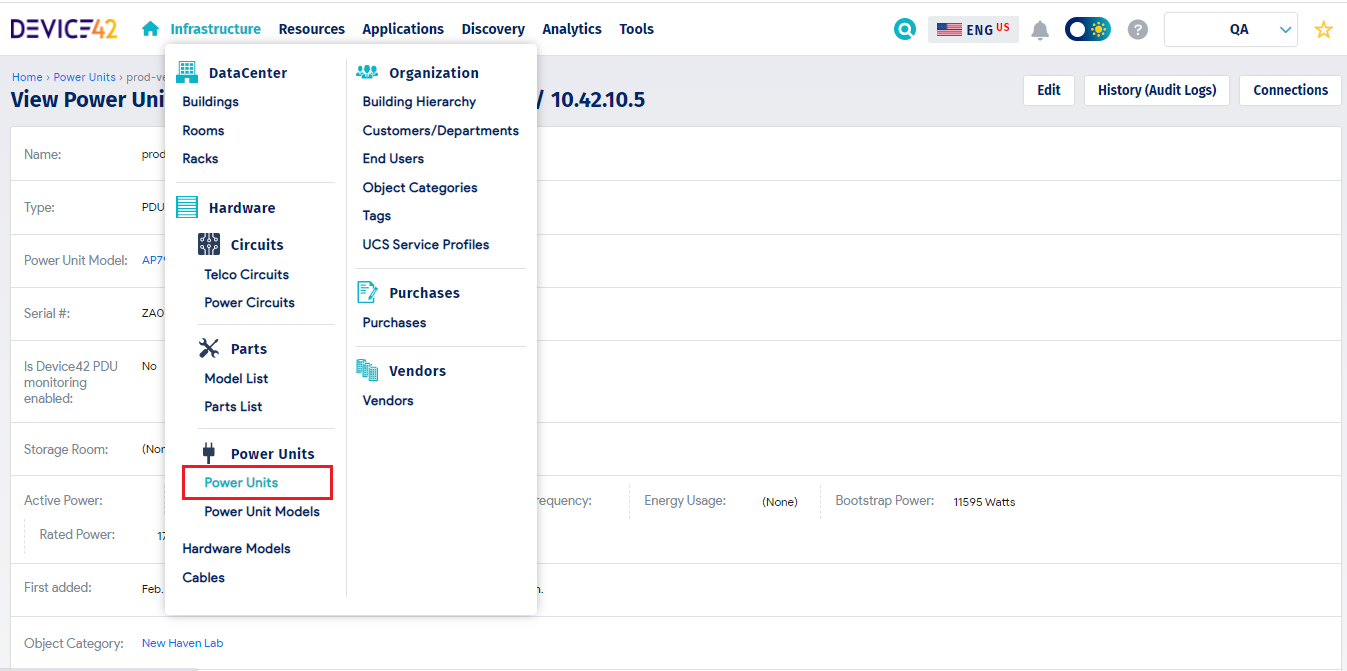 DEVICE42
Infrastructure
Resources
Applications
Discovery
Analytics
Tools
ENG US
QA
Home › Power Units › prod-ve
View Power Uni
/ 10.42.10.5
Edit
History (Audit Logs)
Connections
DataCenter
Buildings
Rooms
Racks
Hardware
Circuits
Telco Circuits
Power Circuits
Parts
Model List
Parts List
Power Units
Power Units
Power Unit Models
Hardware Models
Cables
Organization
Building Hierarchy
Customers/Departments
End Users
Object Categories
Tags
UCS Service Profiles
Purchases
Purchases
Vendors
Vendors
Name: prod
Type: PDU
Power Unit Model: AP79
Serial #: ZA0
Is Device42 PDU
monitoring
enabled:
No
Storage Room: (Non
Active Power:
requency:
Energy Usage: (None)
Bootstrap Power: 11595 Watts
Rated Power: 17
First added: Feb.
n.
Object Category: New Haven Lab